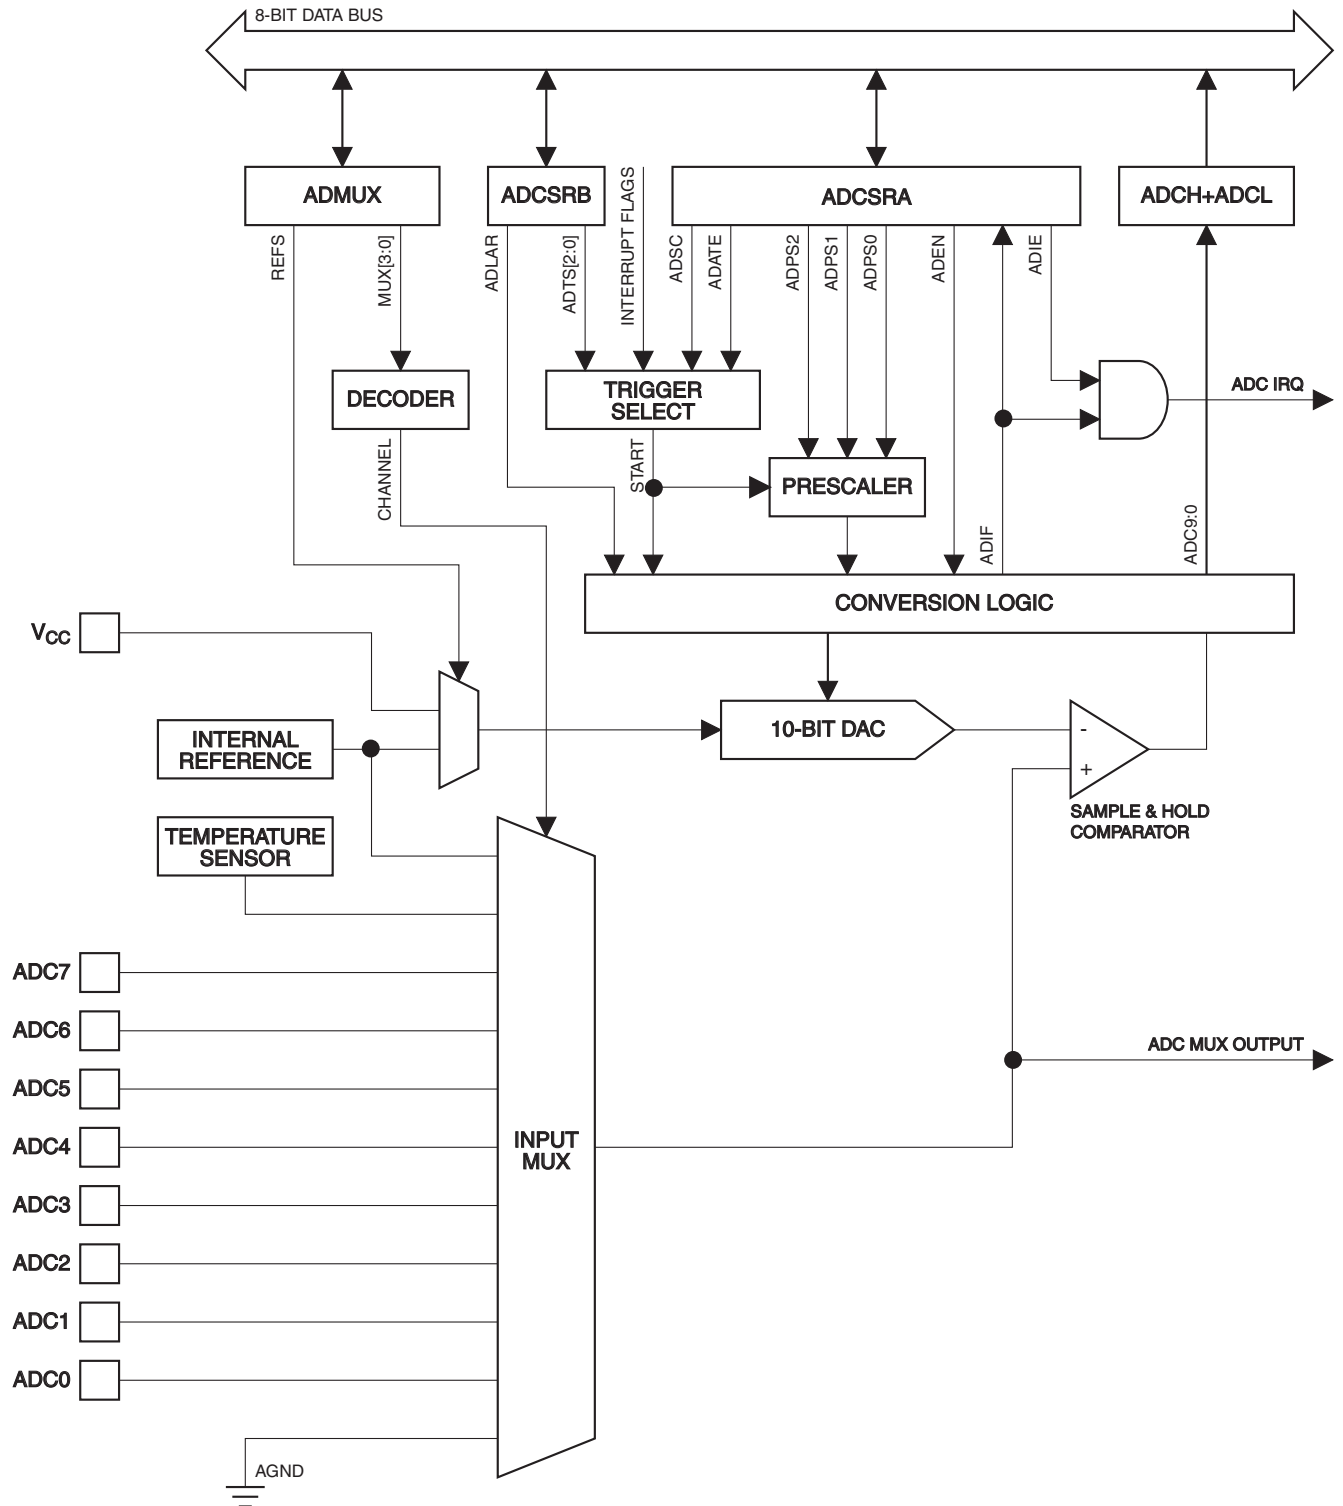 8-BIT DATA BUS
ADMUX
ADCSRB
ADCSRA
ADCH+ADCL
REFS
MUX[3:0]
ADLAR
ADTS[2:0]
INTERRUPT FLAGS
ADSC
ADATE
ADPS2
ADPS1
ADPS0
ADEN
ADIE
DECODER
TRIGGER
SELECT
ADC IRQ
CHANNEL
START
PRESCALER
ADIF
ADC9:0
CONVERSION LOGIC
VCC
INTERNAL
REFERENCE
10-BIT DAC
-
+
SAMPLE & HOLD
COMPARATOR
TEMPERATURE
SENSOR
ADC7
ADC6
ADC5
ADC MUX OUTPUT
ADC4
INPUT
MUX
ADC3
ADC2
ADC1
ADC0
AGND